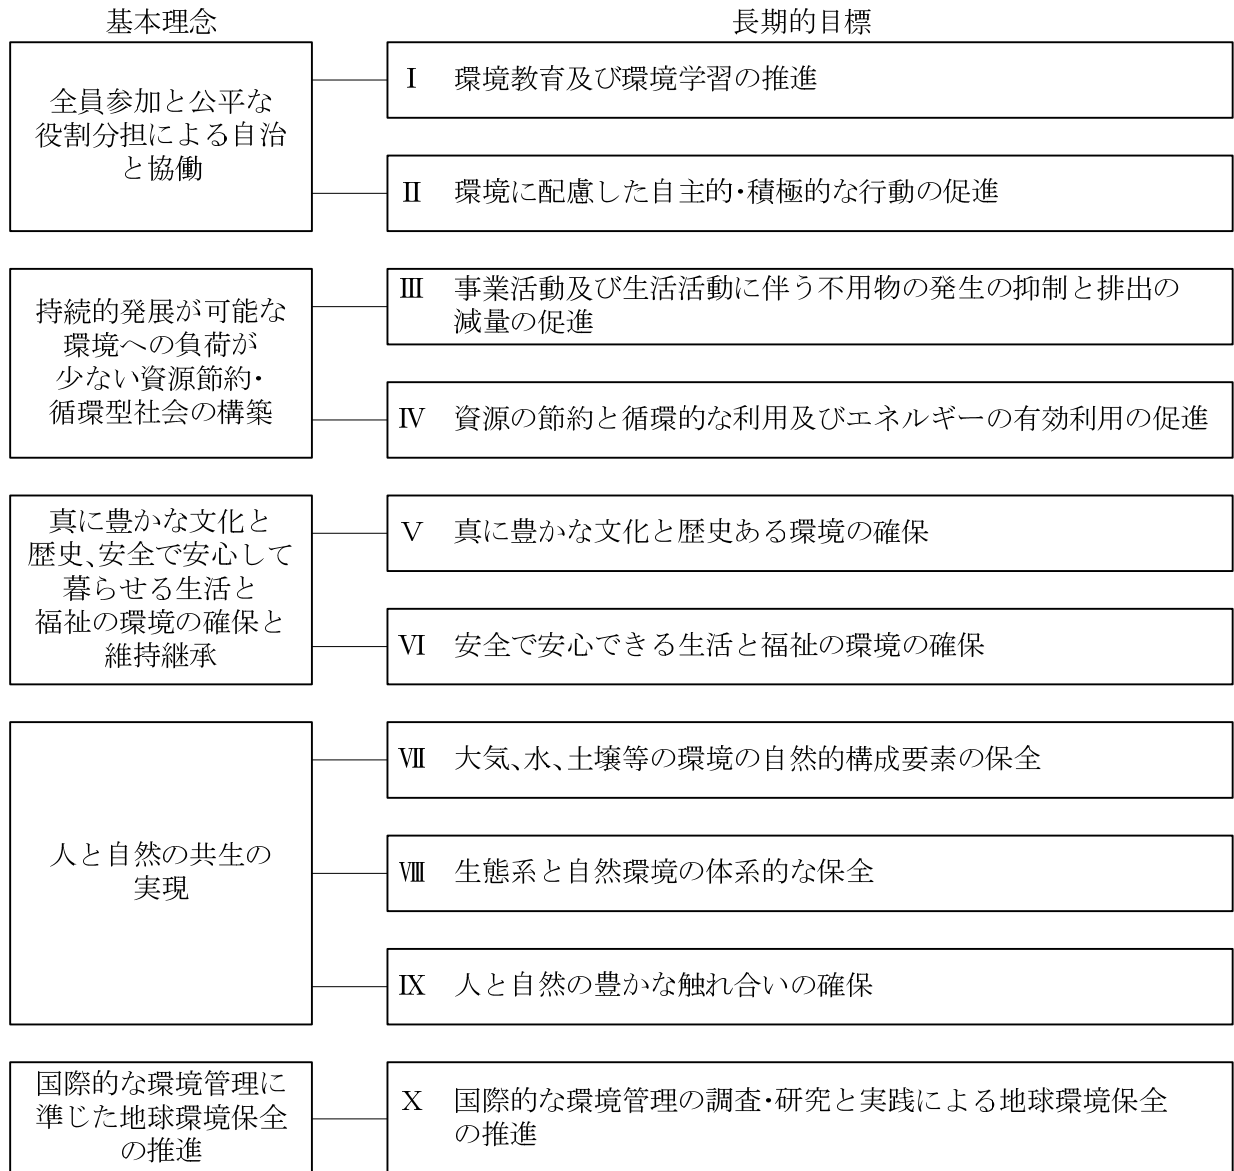 基本理念
長期的目標
全員参加と公平な
役割分担による自治
と協働
Ⅰ 環境教育及び環境学習の推進
Ⅱ 環境に配慮した自主的・積極的な行動の促進
持続的発展が可能な
環境への負荷が
少ない資源節約・
循環型社会の構築
Ⅲ 事業活動及び生活活動に伴う不用物の発生の抑制と排出の
減量の促進
Ⅳ 資源の節約と循環的な利用及びエネルギーの有効利用の促進
真に豊かな文化と
歴史、安全で安心して
暮らせる生活と
福祉の環境の確保と
維持継承
Ⅴ 真に豊かな文化と歴史ある環境の確保
Ⅵ 安全で安心できる生活と福祉の環境の確保
人と自然の共生の
実現
Ⅶ 大気、水、土壌等の環境の自然的構成要素の保全
Ⅷ 生態系と自然環境の体系的な保全
Ⅸ 人と自然の豊かな触れ合いの確保
国際的な環境管理に
準じた地球環境保全
の推進
Ⅹ 国際的な環境管理の調査・研究と実践による地球環境保全
の推進